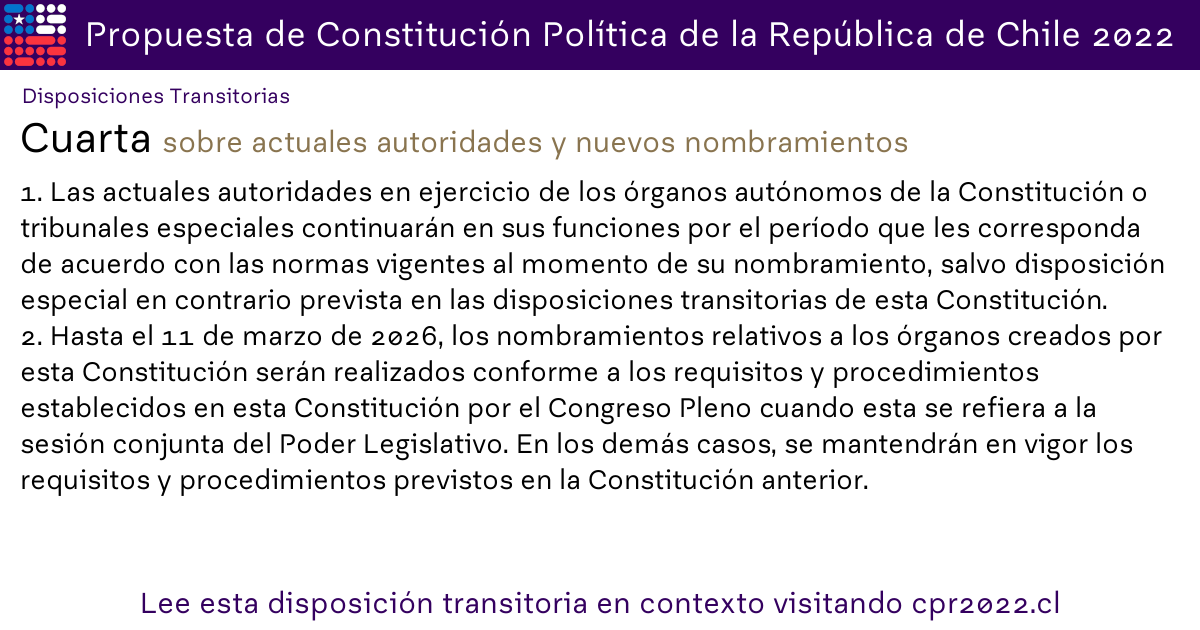 Propuesta de Constitución Política de la República de Chile 2022
Disposiciones Transitorias
Cuarta sobre actuales autoridades y nuevos nombramientos
1. Las actuales autoridades en ejercicio de los órganos autónomos de la Constitución o
tribunales especiales continuarán en sus funciones por el período que les corresponda
de acuerdo con las normas vigentes al momento de su nombramiento, salvo disposición
especial en contrario prevista en las disposiciones transitorias de esta Constitución.
2. Hasta el 11 de marzo de 2026, los nombramientos relativos a los órganos creados por
esta Constitución serán realizados conforme a los requisitos y procedimientos
establecidos en esta Constitución por el Congreso Pleno cuando esta se refiera a la
sesión conjunta del Poder Legislativo. En los demás casos, se mantendrán en vigor los
requisitos y procedimientos previstos en la Constitución anterior.
Lee esta disposición transitoria en contexto visitando cpr2022.cl